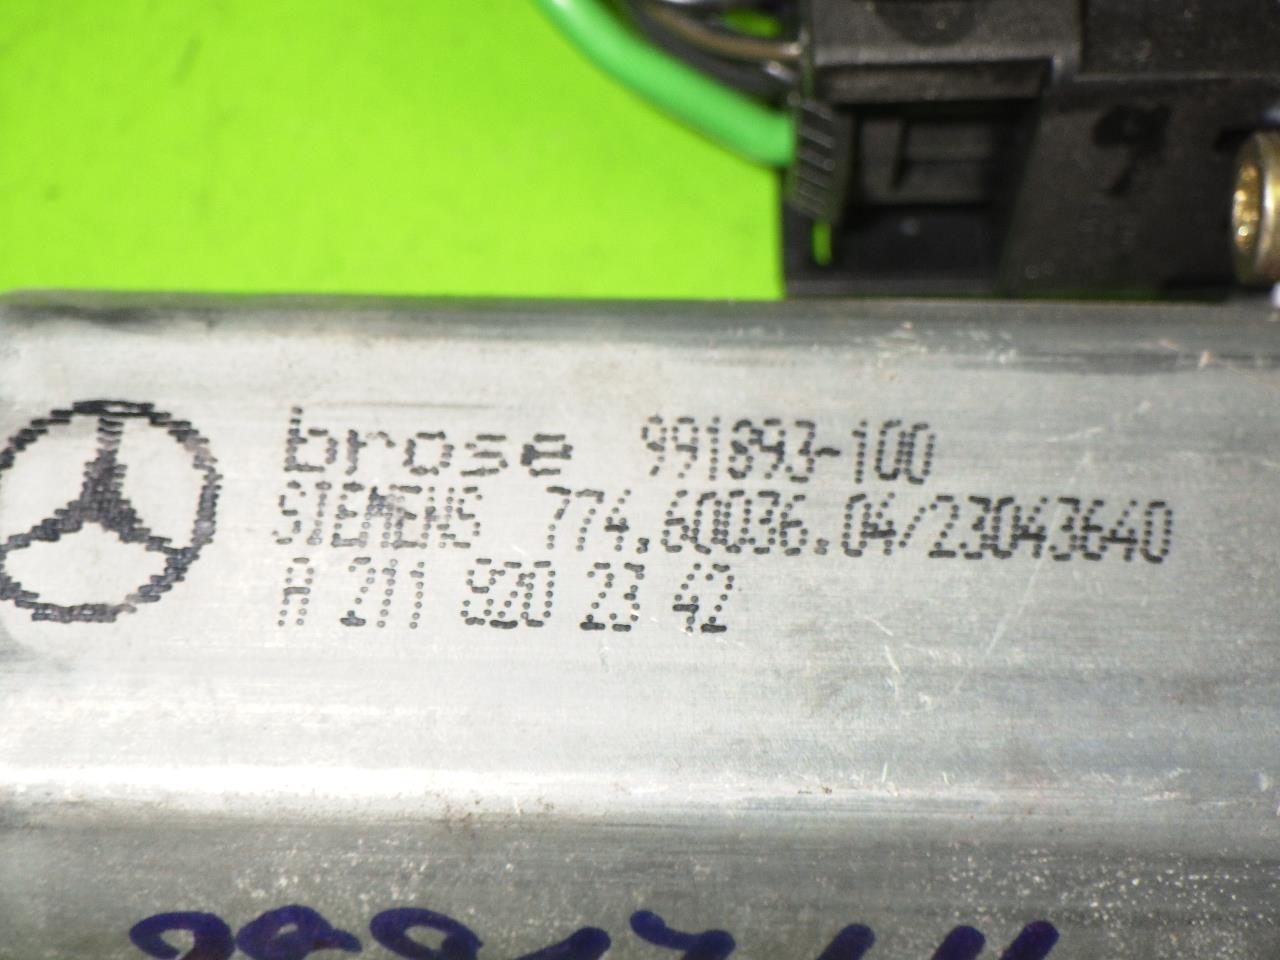 brose 991893-100
SIEMENS 774.60036.04/23043640
A 211 820 23 42